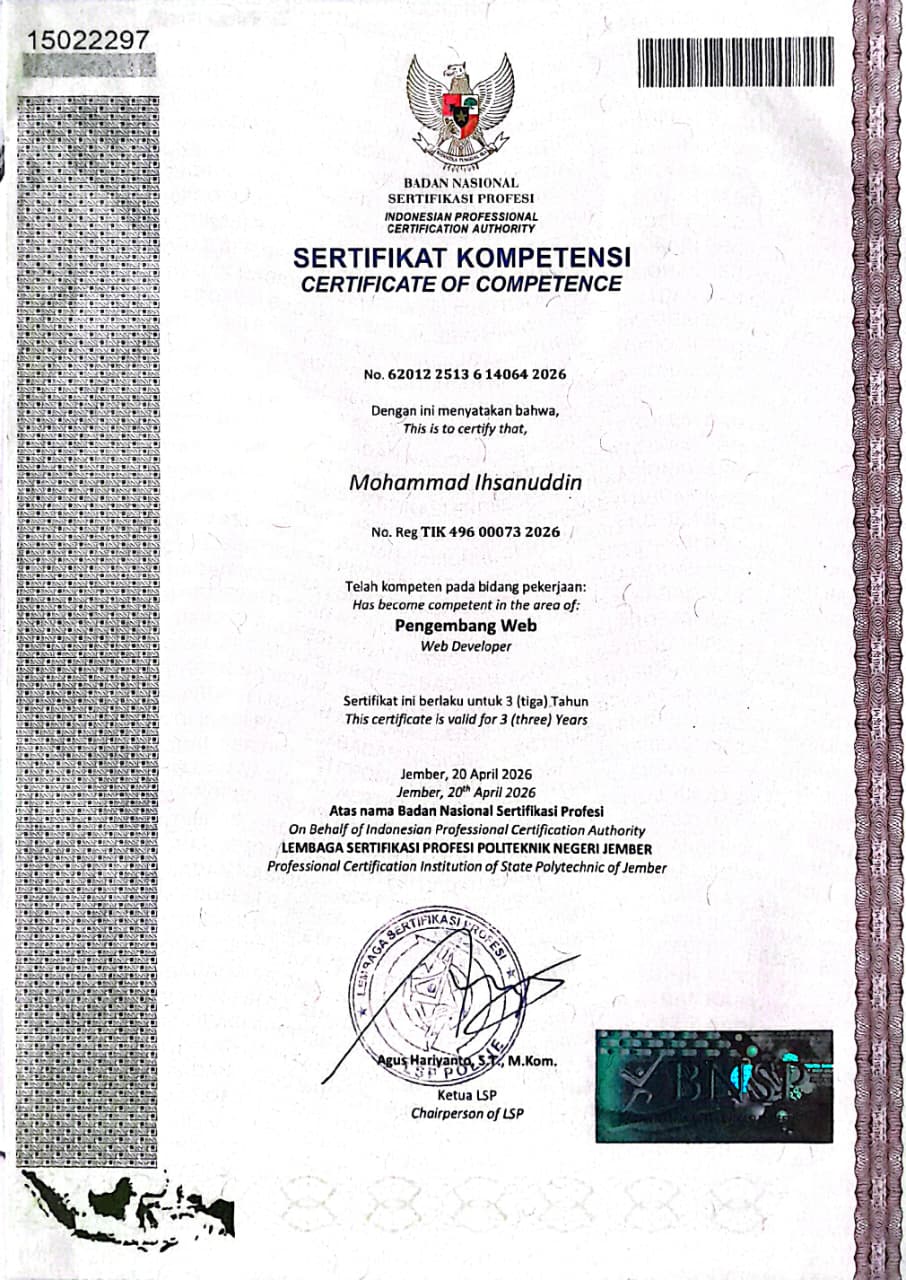 15022297
BADAN NASIONAL
SERTIFIKASI PROFESI
INDONESIAN PROFESSIONAL
CERTIFICATION AUTHORITY
SERTIFIKAT KOMPETENSI
CERTIFICATE OF COMPETENCE
No. 62012 2513 6 14064 2026
Dengan ini menyatakan bahwa,
This is to certify that,
Mohammad Ihsanuddin
No. Reg TIK 496 00073 2026
Telah kompeten pada bidang pekerjaan:
Has become competent in the area of:
Pengembang Web
Web Developer
Sertifikat ini berlaku untuk 3 (tiga) Tahun
This certificate is valid for 3 (three) Years
Jember, 20 April 2026
Jember, 20th April 2026
Atas nama Badan Nasional Sertifikasi Profesi
On Behalf of Indonesian Professional Certification Authority
LEMBAGA SERTIFIKASI PROFESI POLITEKNIK NEGERI JEMBER
Professional Certification Institution of State Polytechnic of Jember
LEMBAGA SERTIFIKASI PROFESI
LSP POLIJE
Agus Hariyanto, S.T., M.Kom.
Ketua LSP
Chairperson of LSP
BNSP